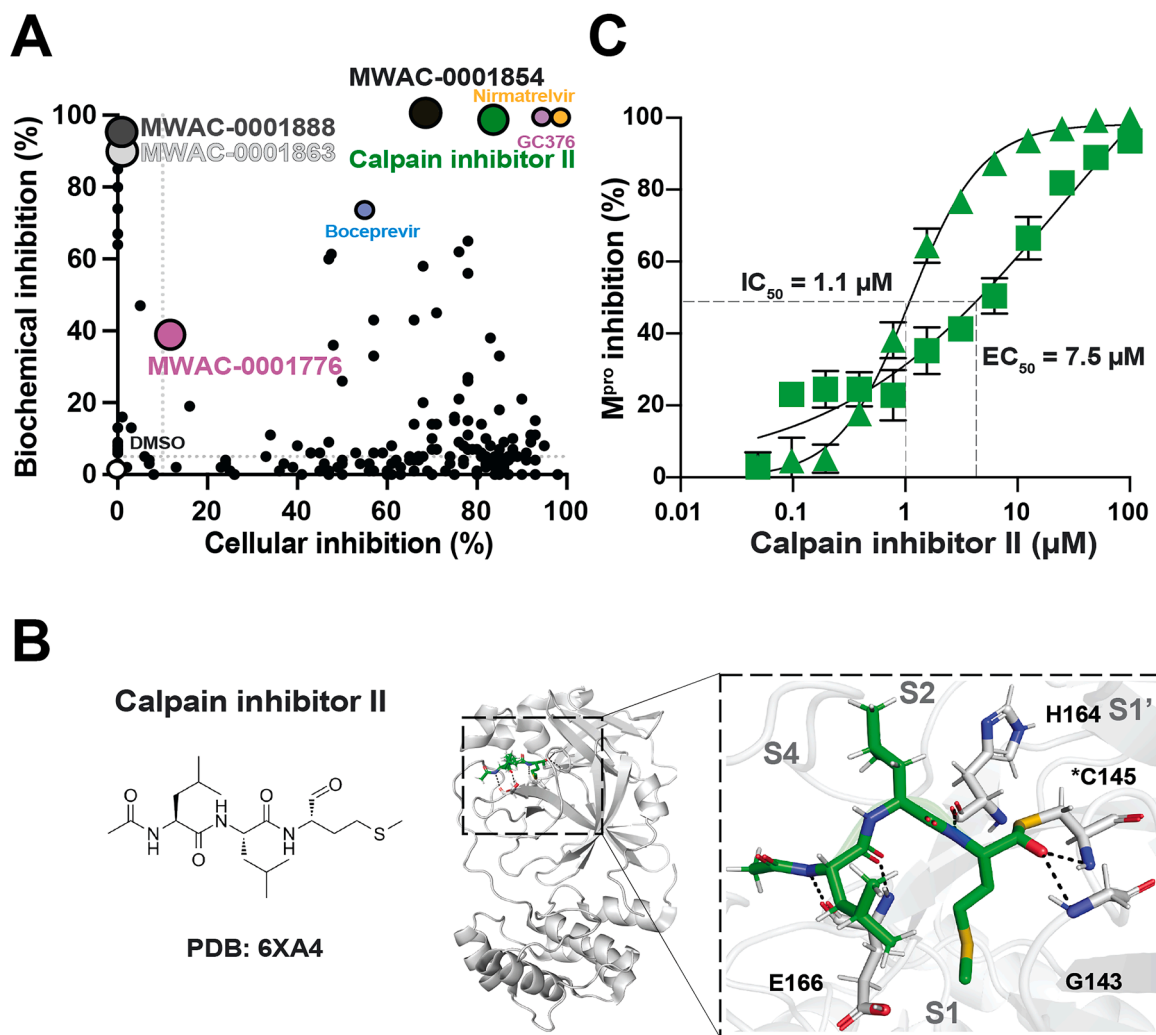 A
MWAC-0001854
Nirmatrelvir
GC376
MWAC-0001888
MWAC-0001863
Calpain inhibitor II
Boceprevir
MWAC-0001776
DMSO
100
80
60
40
20
0
Biochemical inhibition (%)
0 20 40 60 80 100
Cellular inhibition (%)
C
100
80
60
40
20
0
Mpro inhibition (%)
IC50 = 1.1 µM
EC50 = 7.5 µM
0.01 0.1 1 10 100
Calpain inhibitor II (µM)
B
Calpain inhibitor II
O
N
H
O
H
N
O
N
H
O
S
PDB: 6XA4
S2
H164
S1'
S4
*C145
E166
G143
S1